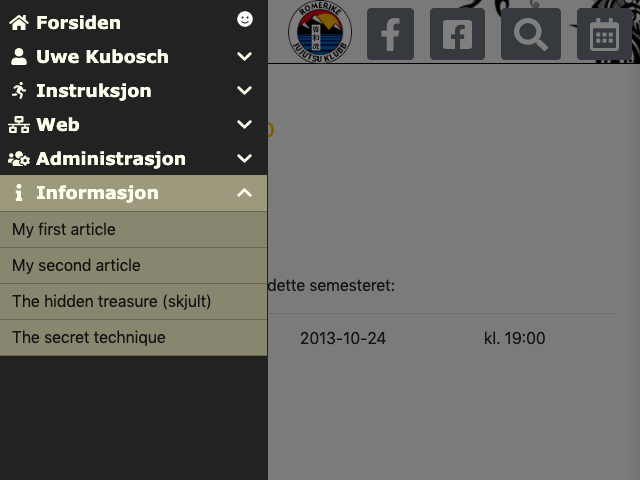 Forsiden
Uwe Kubosch
Instruksjon
Web
Administrasjon
Informasjon
My first article
My second article
The hidden treasure (skjult)
The secret technique
ROMERIKE
JUJUTSU KLUBB
dette semesteret:
2013-10-24 kl. 19:00